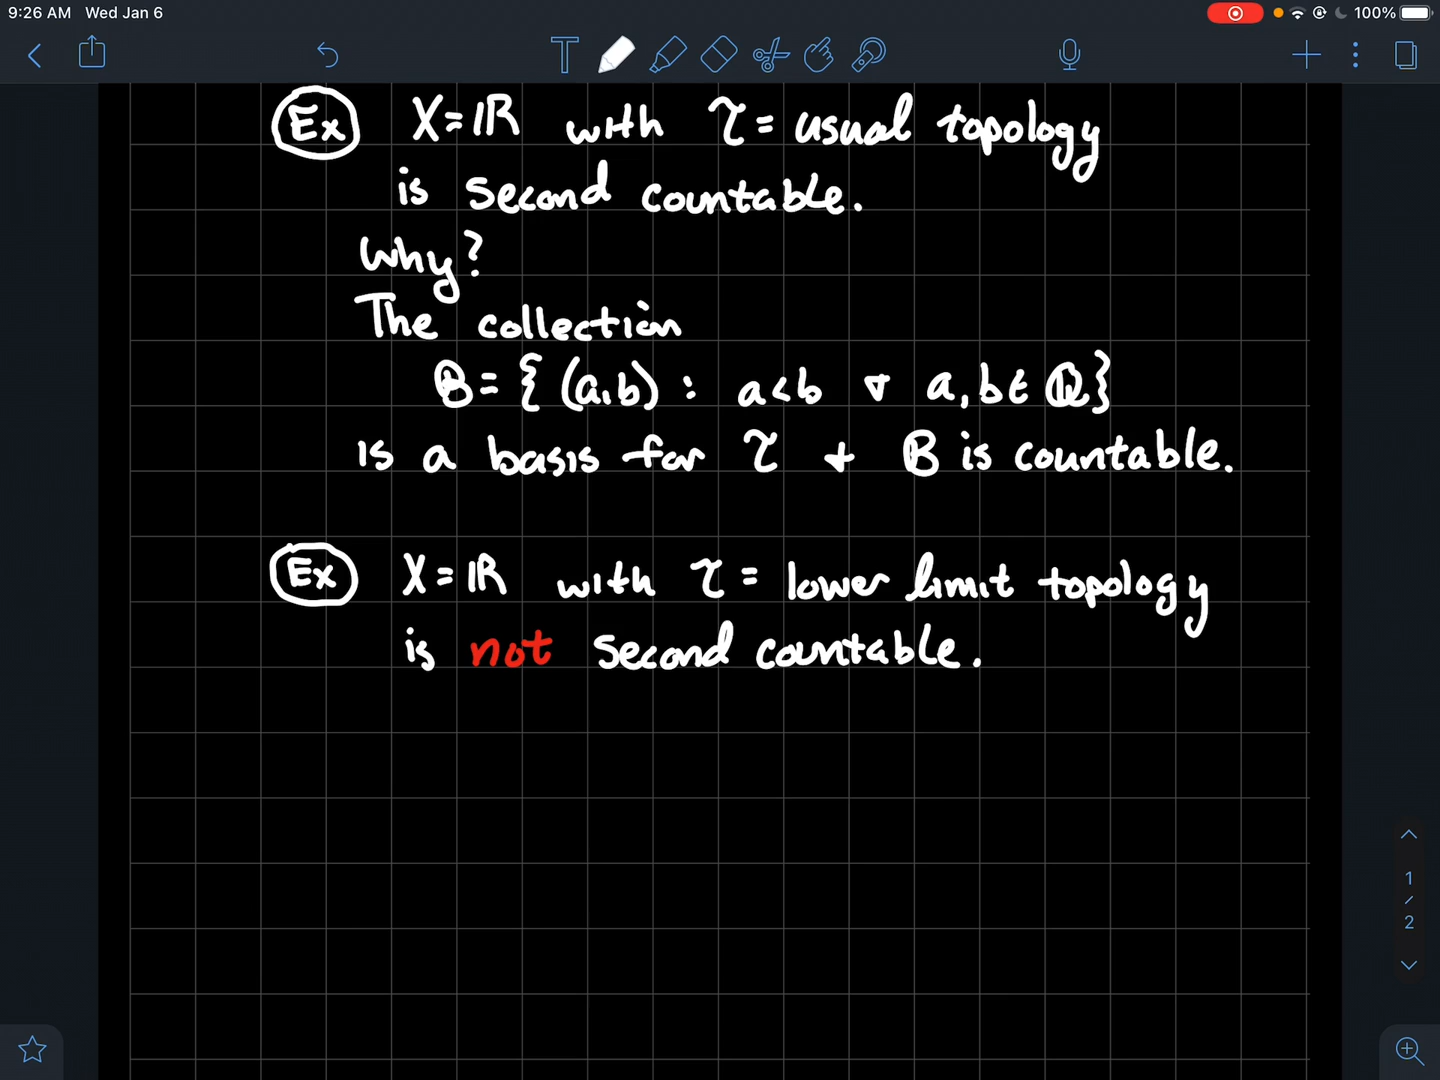 9:26 AM Wed Jan 6 100%
Ex X=ℝ with τ= usual topology
is second countable.
Why?
The collection
B={(a,b): a<b & a,b∈ℚ}
is a basis for τ + B is countable.
Ex X=ℝ with τ= lower limit topology
is not second countable.
1
/
2